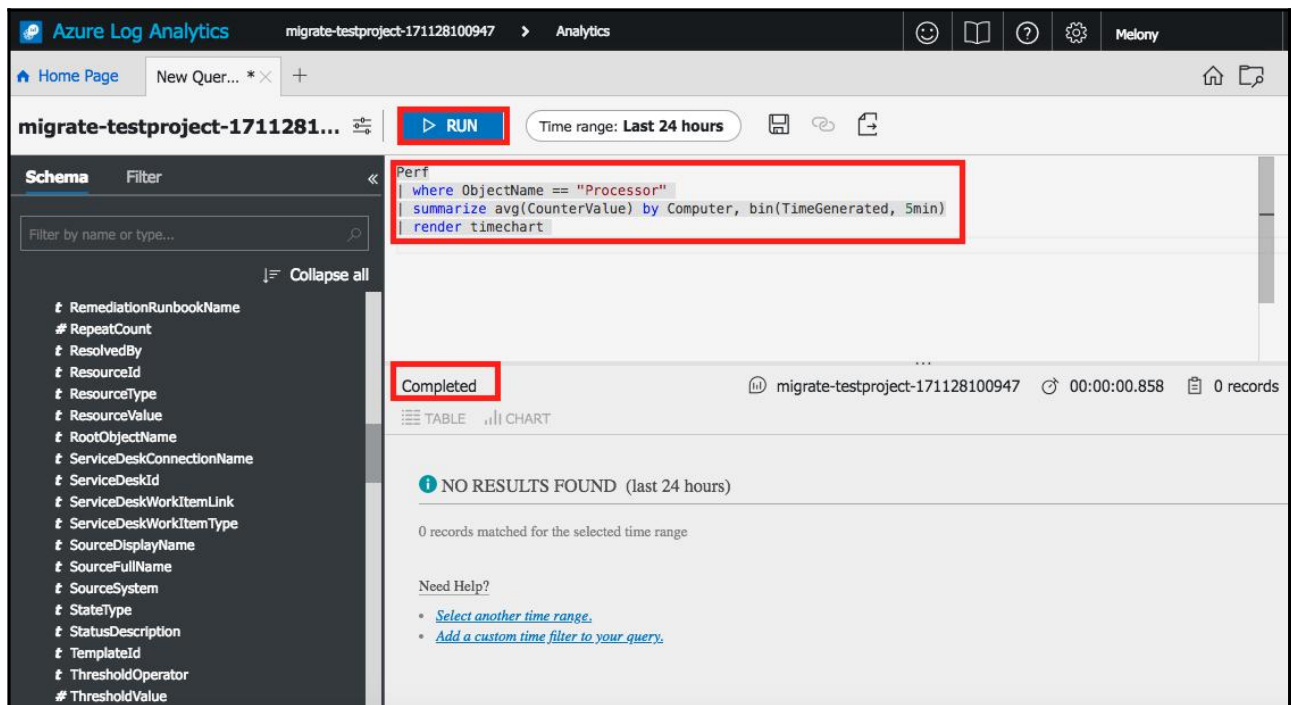 Azure Log Analytics migrate-testproject-171128100947 > Analytics Melony
Home Page New Quer... * × +
migrate-testproject-1711281... RUN Time range: Last 24 hours
Schema Filter «
Filter by name or type...
Collapse all
t RemediationRunbookName
# RepeatCount
t ResolvedBy
t ResourceId
t ResourceType
t ResourceValue
t RootObjectName
t ServiceDeskConnectionName
t ServiceDeskId
t ServiceDeskWorkItemLink
t ServiceDeskWorkItemType
t SourceDisplayName
t SourceFullName
t SourceSystem
t StateType
t StatusDescription
t TemplateId
t ThresholdOperator
# ThresholdValue
Perf
| where ObjectName == "Processor"
| summarize avg(CounterValue) by Computer, bin(TimeGenerated, 5min)
| render timechart
Completed migrate-testproject-171128100947 00:00:00.858 0 records
TABLE CHART
NO RESULTS FOUND (last 24 hours)
0 records matched for the selected time range
Need Help?
• Select another time range.
• Add a custom time filter to your query.